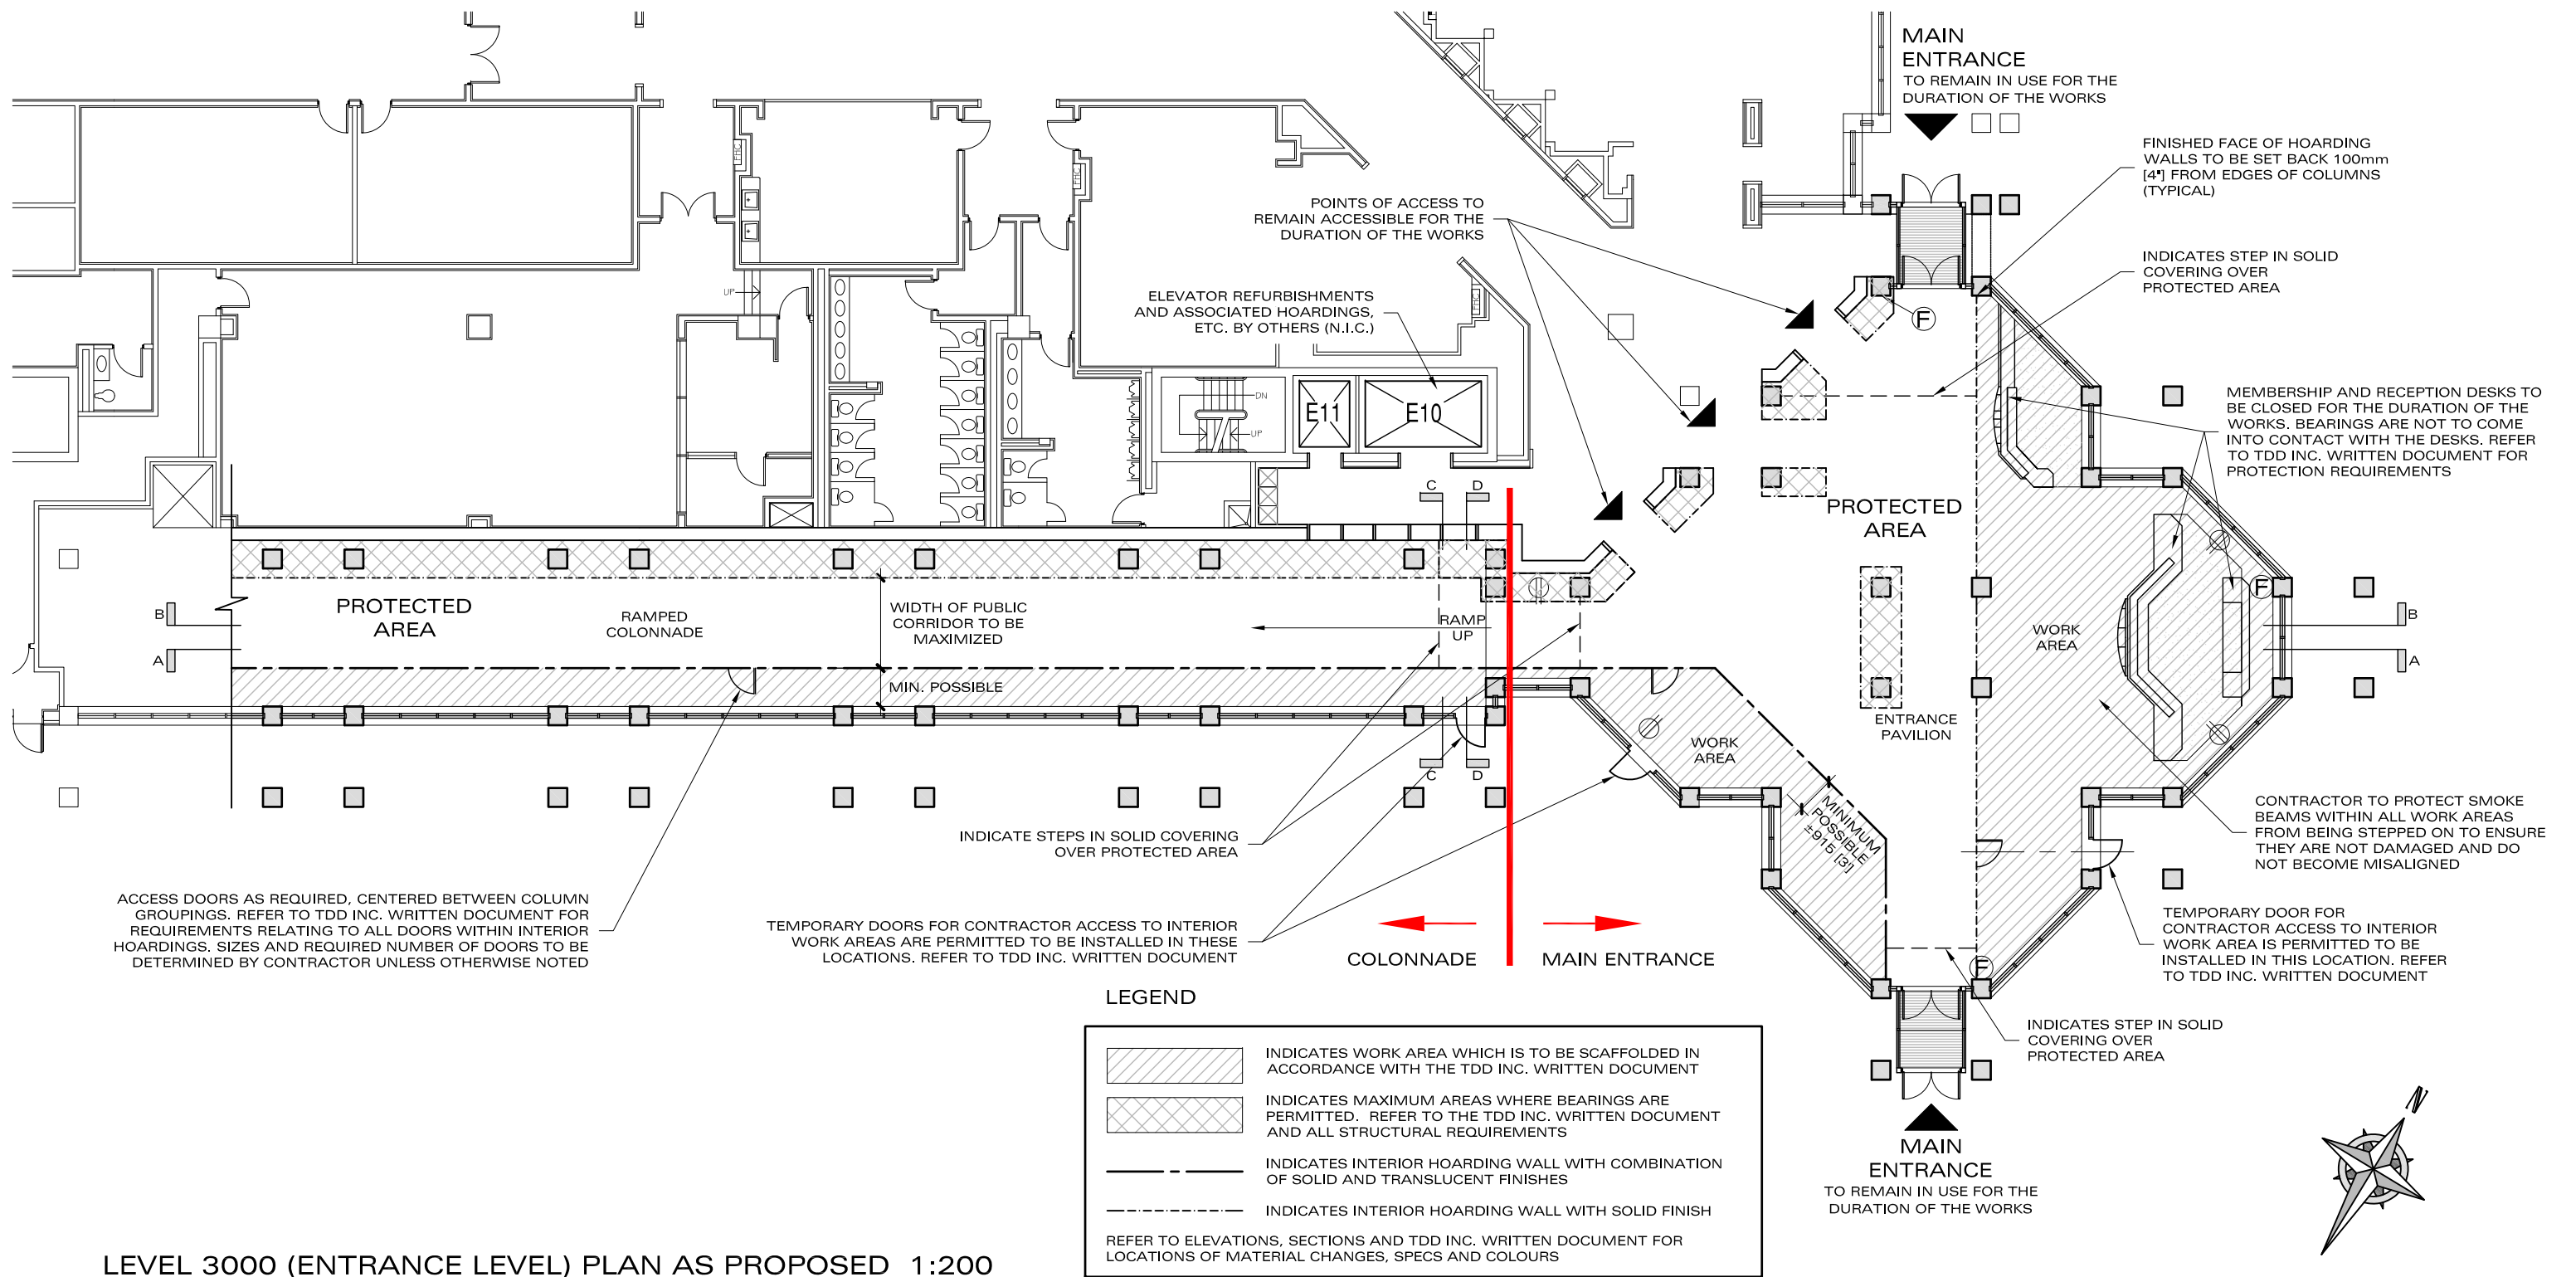 MAIN
ENTRANCE
TO REMAIN IN USE FOR THE
DURATION OF THE WORKS
FINISHED FACE OF HOARDING
WALLS TO BE SET BACK 100mm
[4"] FROM EDGES OF COLUMNS
(TYPICAL)
FHC
FHC
POINTS OF ACCESS TO
REMAIN ACCESSIBLE FOR THE
DURATION OF THE WORKS
INDICATES STEP IN SOLID
COVERING OVER
PROTECTED AREA
UP
ELEVATOR REFURBISHMENTS
AND ASSOCIATED HOARDINGS,
ETC. BY OTHERS (N.I.C.)
FHC
F
MEMBERSHIP AND RECEPTION DESKS TO
BE CLOSED FOR THE DURATION OF THE
WORKS. BEARINGS ARE NOT TO COME
INTO CONTACT WITH THE DESKS. REFER
TO TDD INC. WRITTEN DOCUMENT FOR
PROTECTION REQUIREMENTS
DN
UP
E11
E10
C
D
PROTECTED
AREA
PROTECTED
AREA
RAMPED
COLONNADE
WIDTH OF PUBLIC
CORRIDOR TO BE
MAXIMIZED
RAMP
UP
B
A
MIN. POSSIBLE
WORK
AREA
F
B
A
ENTRANCE
PAVILION
WORK
AREA
C
D
MINIMUM
POSSIBLE
±915 [3']
INDICATE STEPS IN SOLID COVERING
OVER PROTECTED AREA
CONTRACTOR TO PROTECT SMOKE
BEAMS WITHIN ALL WORK AREAS
FROM BEING STEPPED ON TO ENSURE
THEY ARE NOT DAMAGED AND DO
NOT BECOME MISALIGNED
ACCESS DOORS AS REQUIRED, CENTERED BETWEEN COLUMN
GROUPINGS. REFER TO TDD INC. WRITTEN DOCUMENT FOR
REQUIREMENTS RELATING TO ALL DOORS WITHIN INTERIOR
HOARDINGS. SIZES AND REQUIRED NUMBER OF DOORS TO BE
DETERMINED BY CONTRACTOR UNLESS OTHERWISE NOTED
TEMPORARY DOORS FOR CONTRACTOR ACCESS TO INTERIOR
WORK AREAS ARE PERMITTED TO BE INSTALLED IN THESE
LOCATIONS. REFER TO TDD INC. WRITTEN DOCUMENT
COLONNADE
MAIN ENTRANCE
TEMPORARY DOOR FOR
CONTRACTOR ACCESS TO INTERIOR
WORK AREA IS PERMITTED TO BE
INSTALLED IN THIS LOCATION. REFER
TO TDD INC. WRITTEN DOCUMENT
F
INDICATES STEP IN SOLID
COVERING OVER
PROTECTED AREA
LEGEND
INDICATES WORK AREA WHICH IS TO BE SCAFFOLDED IN
ACCORDANCE WITH THE TDD INC. WRITTEN DOCUMENT
INDICATES MAXIMUM AREAS WHERE BEARINGS ARE
PERMITTED. REFER TO THE TDD INC. WRITTEN DOCUMENT
AND ALL STRUCTURAL REQUIREMENTS
INDICATES INTERIOR HOARDING WALL WITH COMBINATION
OF SOLID AND TRANSLUCENT FINISHES
INDICATES INTERIOR HOARDING WALL WITH SOLID FINISH
REFER TO ELEVATIONS, SECTIONS AND TDD INC. WRITTEN DOCUMENT FOR
LOCATIONS OF MATERIAL CHANGES, SPECS AND COLOURS
MAIN
ENTRANCE
TO REMAIN IN USE FOR THE
DURATION OF THE WORKS
N
LEVEL 3000 (ENTRANCE LEVEL) PLAN AS PROPOSED 1:200